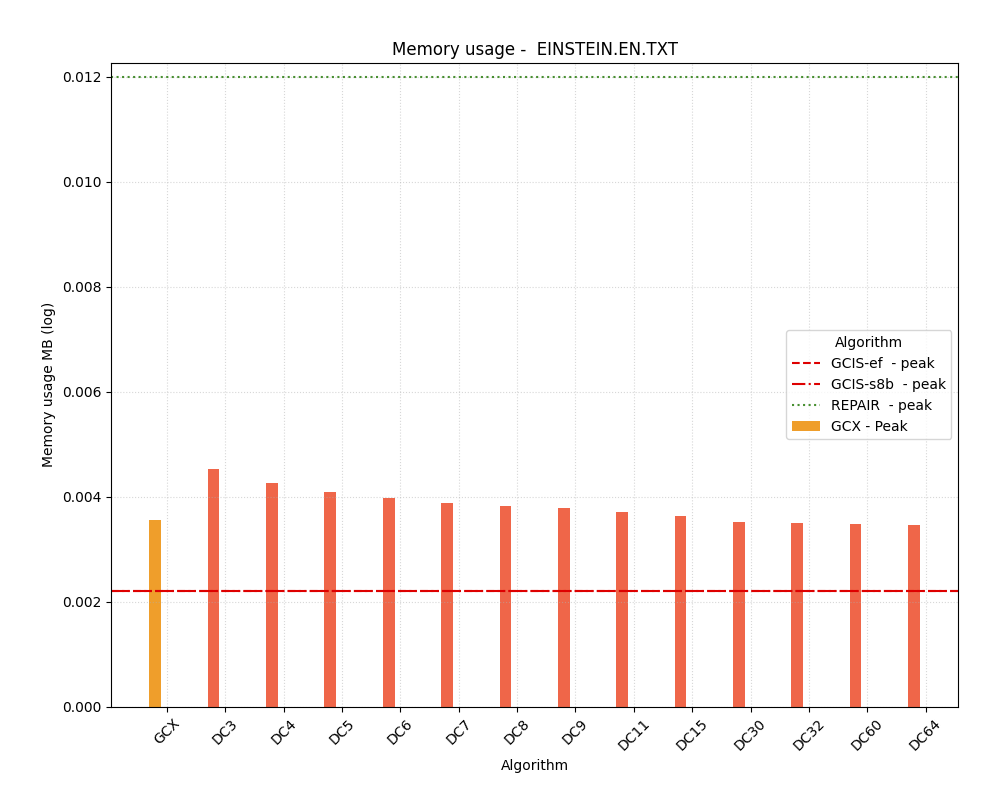 Memory usage -  EINSTEIN.EN.TXT
0.012
0.010
0.008
0.006
0.004
0.002
0.000
Memory usage MB (log)
Algorithm
GCIS-ef  - peak
GCIS-s8b  - peak
REPAIR  - peak
GCX - Peak
GCX
DC3
DC4
DC5
DC6
DC7
DC8
DC9
DC11
DC15
DC30
DC32
DC60
DC64
Algorithm